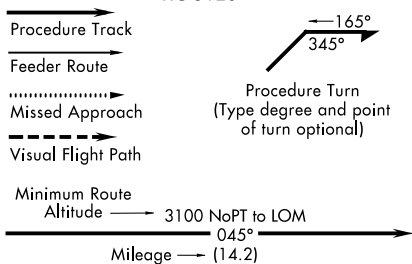 Procedure Track
Feeder Route
Missed Approach
Visual Flight Path
165°
345°
Procedure Turn
(Type degree and point
of turn optional)
Minimum Route
Altitude
3100 NoPT to LOM
045°
Mileage
(14.2)